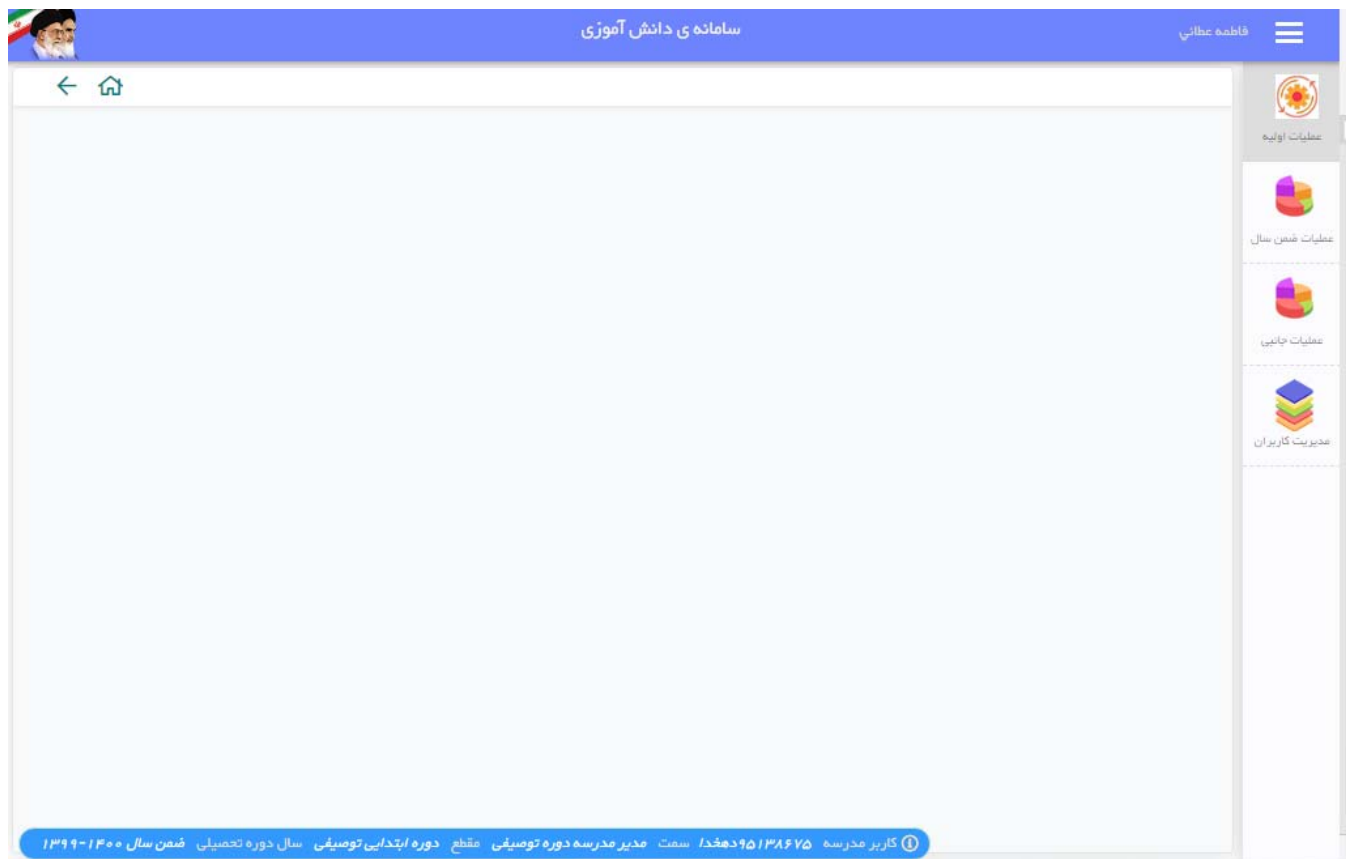 فاطمه عطائي
سامانه ی دانش آموزی
عملیات اولیه
عملیات ضمن سال
عملیات جانبی
مدیریت کاربران
کاربر مدرسه ۹۵۱۳۸۶۷۵دهخدا سمت مدیر مدرسه دوره توصیفی مقطع دوره ابتدایی توصیفی سال دوره تحصیلی ضمن سال ۱۴۰۰-۱۳۹۹